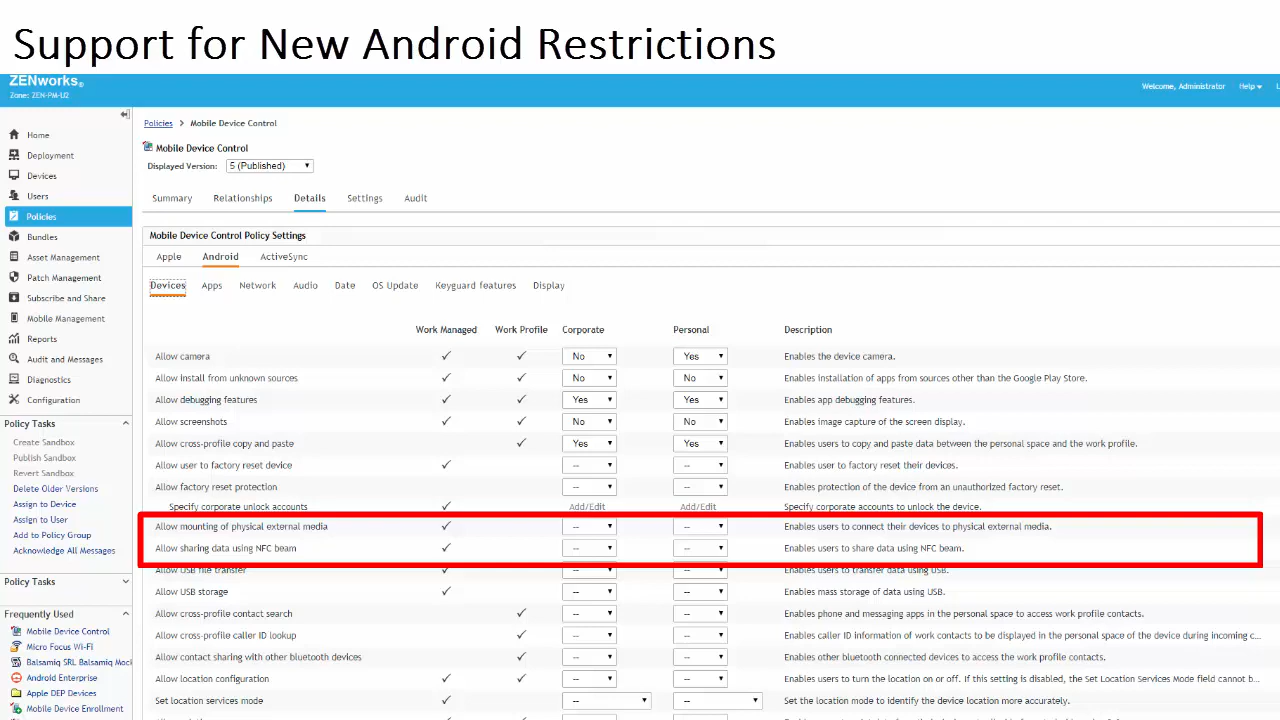 Support for New Android Restrictions
ZENworks®
Zone: ZEN-PM-U2
Welcome, Administrator Help
Policies > Mobile Device Control
Mobile Device Control
Displayed Version: 5 (Published)
Summary Relationships Details Settings Audit
Home
Deployment
Devices
Users
Policies
Bundles
Asset Management
Patch Management
Subscribe and Share
Mobile Management
Reports
Audit and Messages
Diagnostics
Configuration
Policy Tasks
Create Sandbox
Publish Sandbox
Revert Sandbox
Delete Older Versions
Assign to Device
Assign to User
Add to Policy Group
Acknowledge All Messages
Policy Tasks
Frequently Used
Mobile Device Control
Micro Focus Wi-Fi
Balsamiq SRL Balsamiq Mock
Android Enterprise
Apple DEP Devices
Mobile Device Enrollment
Mobile Device Control Policy Settings
Apple Android ActiveSync
Devices Apps Network Audio Date OS Update Keyguard features Display
Work Managed Work Profile Corporate Personal Description
Allow camera ✓ ✓ No Yes Enables the device camera.
Allow install from unknown sources ✓ ✓ No No Enables installation of apps from sources other than the Google Play Store.
Allow debugging features ✓ ✓ Yes Yes Enables app debugging features.
Allow screenshots ✓ ✓ No No Enables image capture of the screen display.
Allow cross-profile copy and paste ✓ Yes Yes Enables users to copy and paste data between the personal space and the work profile.
Allow user to factory reset device ✓ -- -- Enables user to factory reset their devices.
Allow factory reset protection -- -- Enables protection of the device from an unauthorized factory reset.
Specify corporate unlock accounts ✓ Add/Edit Add/Edit Specify corporate accounts to unlock the device.
Allow mounting of physical external media ✓ -- -- Enables users to connect their devices to physical external media.
Allow sharing data using NFC beam ✓ -- -- Enables users to share data using NFC beam.
Allow USB file transfer ✓ -- -- Enables users to transfer data using USB.
Allow USB storage ✓ -- -- Enables mass storage of data using USB.
Allow cross-profile contact search ✓ -- -- Enables phone and messaging apps in the personal space to access work profile contacts.
Allow cross-profile caller ID lookup ✓ -- -- Enables caller ID information of work contacts to be displayed in the personal space of the device during incoming c...
Allow contact sharing with other bluetooth devices ✓ -- -- Enables other bluetooth connected devices to access the work profile contacts.
Allow location configuration ✓ ✓ -- -- Enables users to turn the location on or off. If this setting is disabled, the Set Location Services Mode field cannot b...
Set location services mode ✓ Set the location mode to identify the device location more accurately.